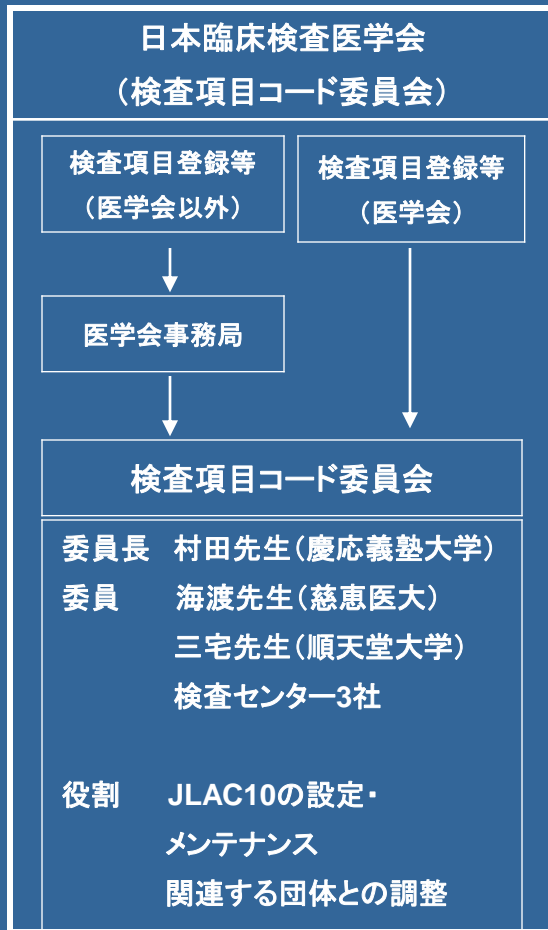 日本臨床検査医学会
（検査項目コード委員会）
検査項目登録等
（医学会以外）
検査項目登録等
（医学会）
医学会事務局
検査項目コード委員会
委員長　村田先生（慶応義塾大学）
委員　海渡先生（慈恵医大）
三宅先生（順天堂大学）
検査センター3社
役割　JLAC10の設定・
メンテナンス
関連する団体との調整